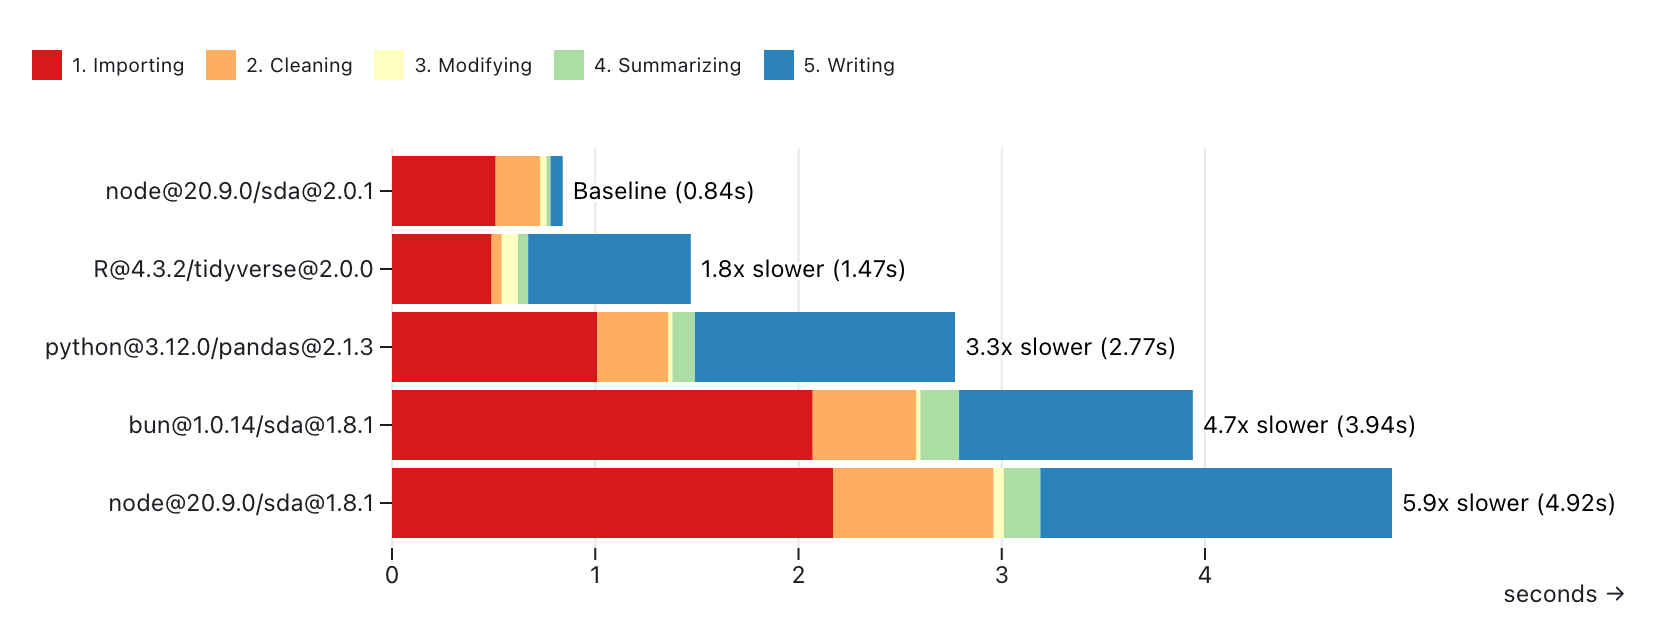 1. Importing 2. Cleaning 3. Modifying 4. Summarizing 5. Writing
node@20.9.0/sda@2.0.1 Baseline (0.84s)
R@4.3.2/tidyverse@2.0.0 1.8x slower (1.47s)
python@3.12.0/pandas@2.1.3 3.3x slower (2.77s)
bun@1.0.14/sda@1.8.1 4.7x slower (3.94s)
node@20.9.0/sda@1.8.1 5.9x slower (4.92s)
0 1 2 3 4
seconds →